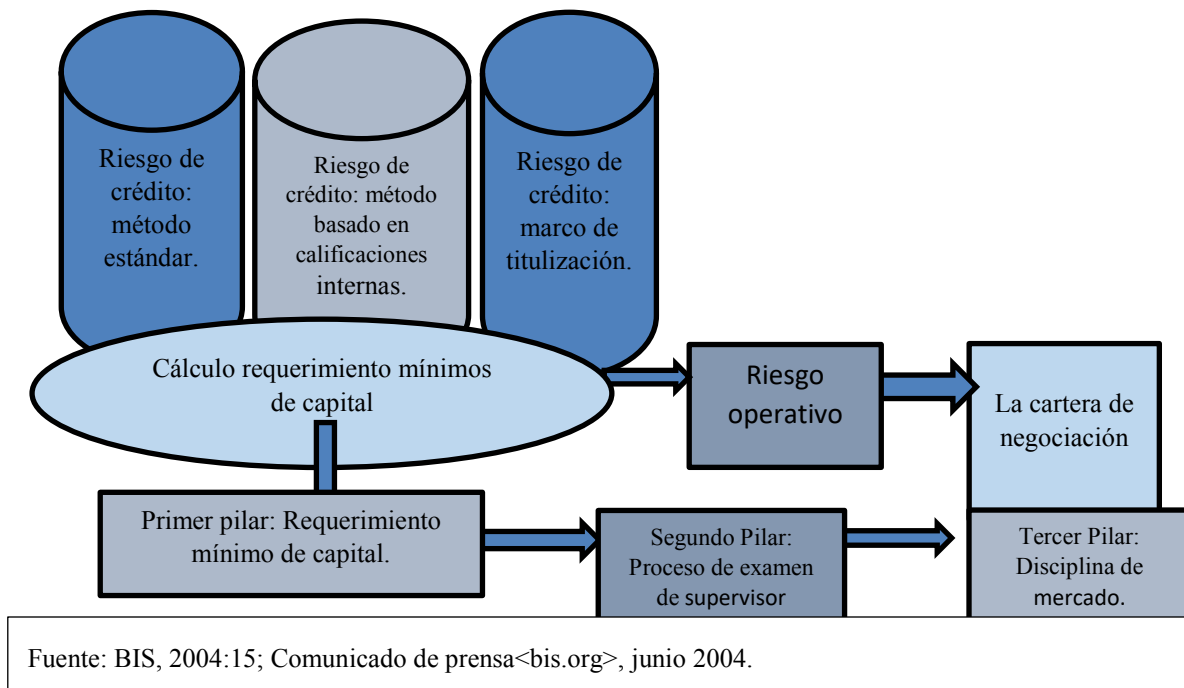 Riesgo de
crédito:
método
estándar.
Riesgo de
crédito: método
basado en
calificaciones
internas.
Riesgo de
crédito:
marco de
titulización.
Cálculo requerimiento mínimos
de capital
Riesgo
operativo
La cartera de
negociación
Primer pilar: Requerimiento
mínimo de capital.
Segundo Pilar:
Proceso de examen
de supervisor
Tercer Pilar:
Disciplina de
mercado.
Fuente: BIS, 2004:15; Comunicado de prensa<bis.org>, junio 2004.